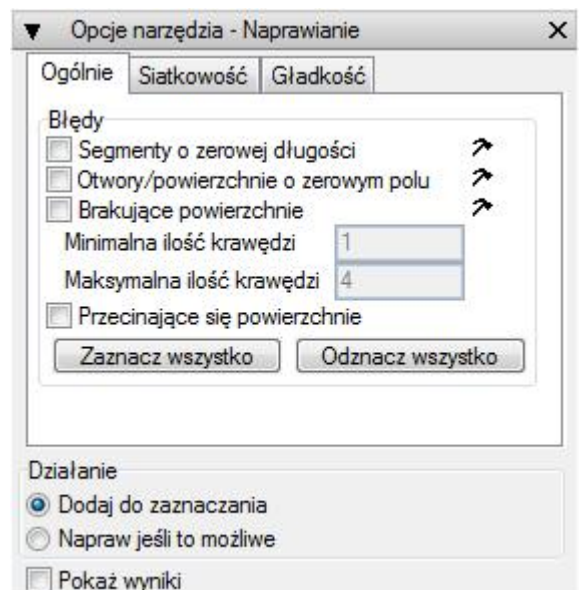 Opcje narzędzia - Naprawianie
Ogólnie Siatkowość Gładkość
Błędy
Segmenty o zerowej długości
Otwory/powierzchnie o zerowym polu
Brakujące powierzchnie
Minimalna ilość krawędzi 1
Maksymalna ilość krawędzi 4
Przecinające się powierzchnie
Zaznacz wszystko Odznacz wszystko
Działanie
Dodaj do zaznaczania
Napraw jeśli to możliwe
Pokaż wyniki